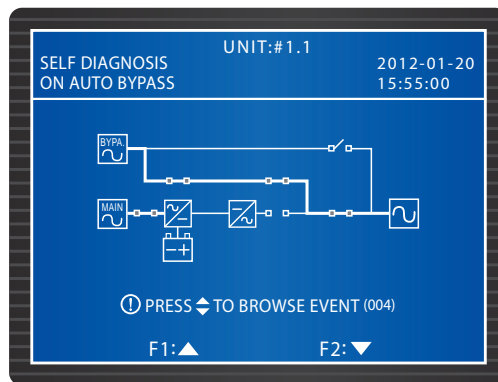 UNIT:#1.1
SELF DIAGNOSIS
2012-01-20
ON AUTO BYPASS
15:55:00
BYPA.
MAIN
PRESS TO BROWSE EVENT (004)
F1: F2: